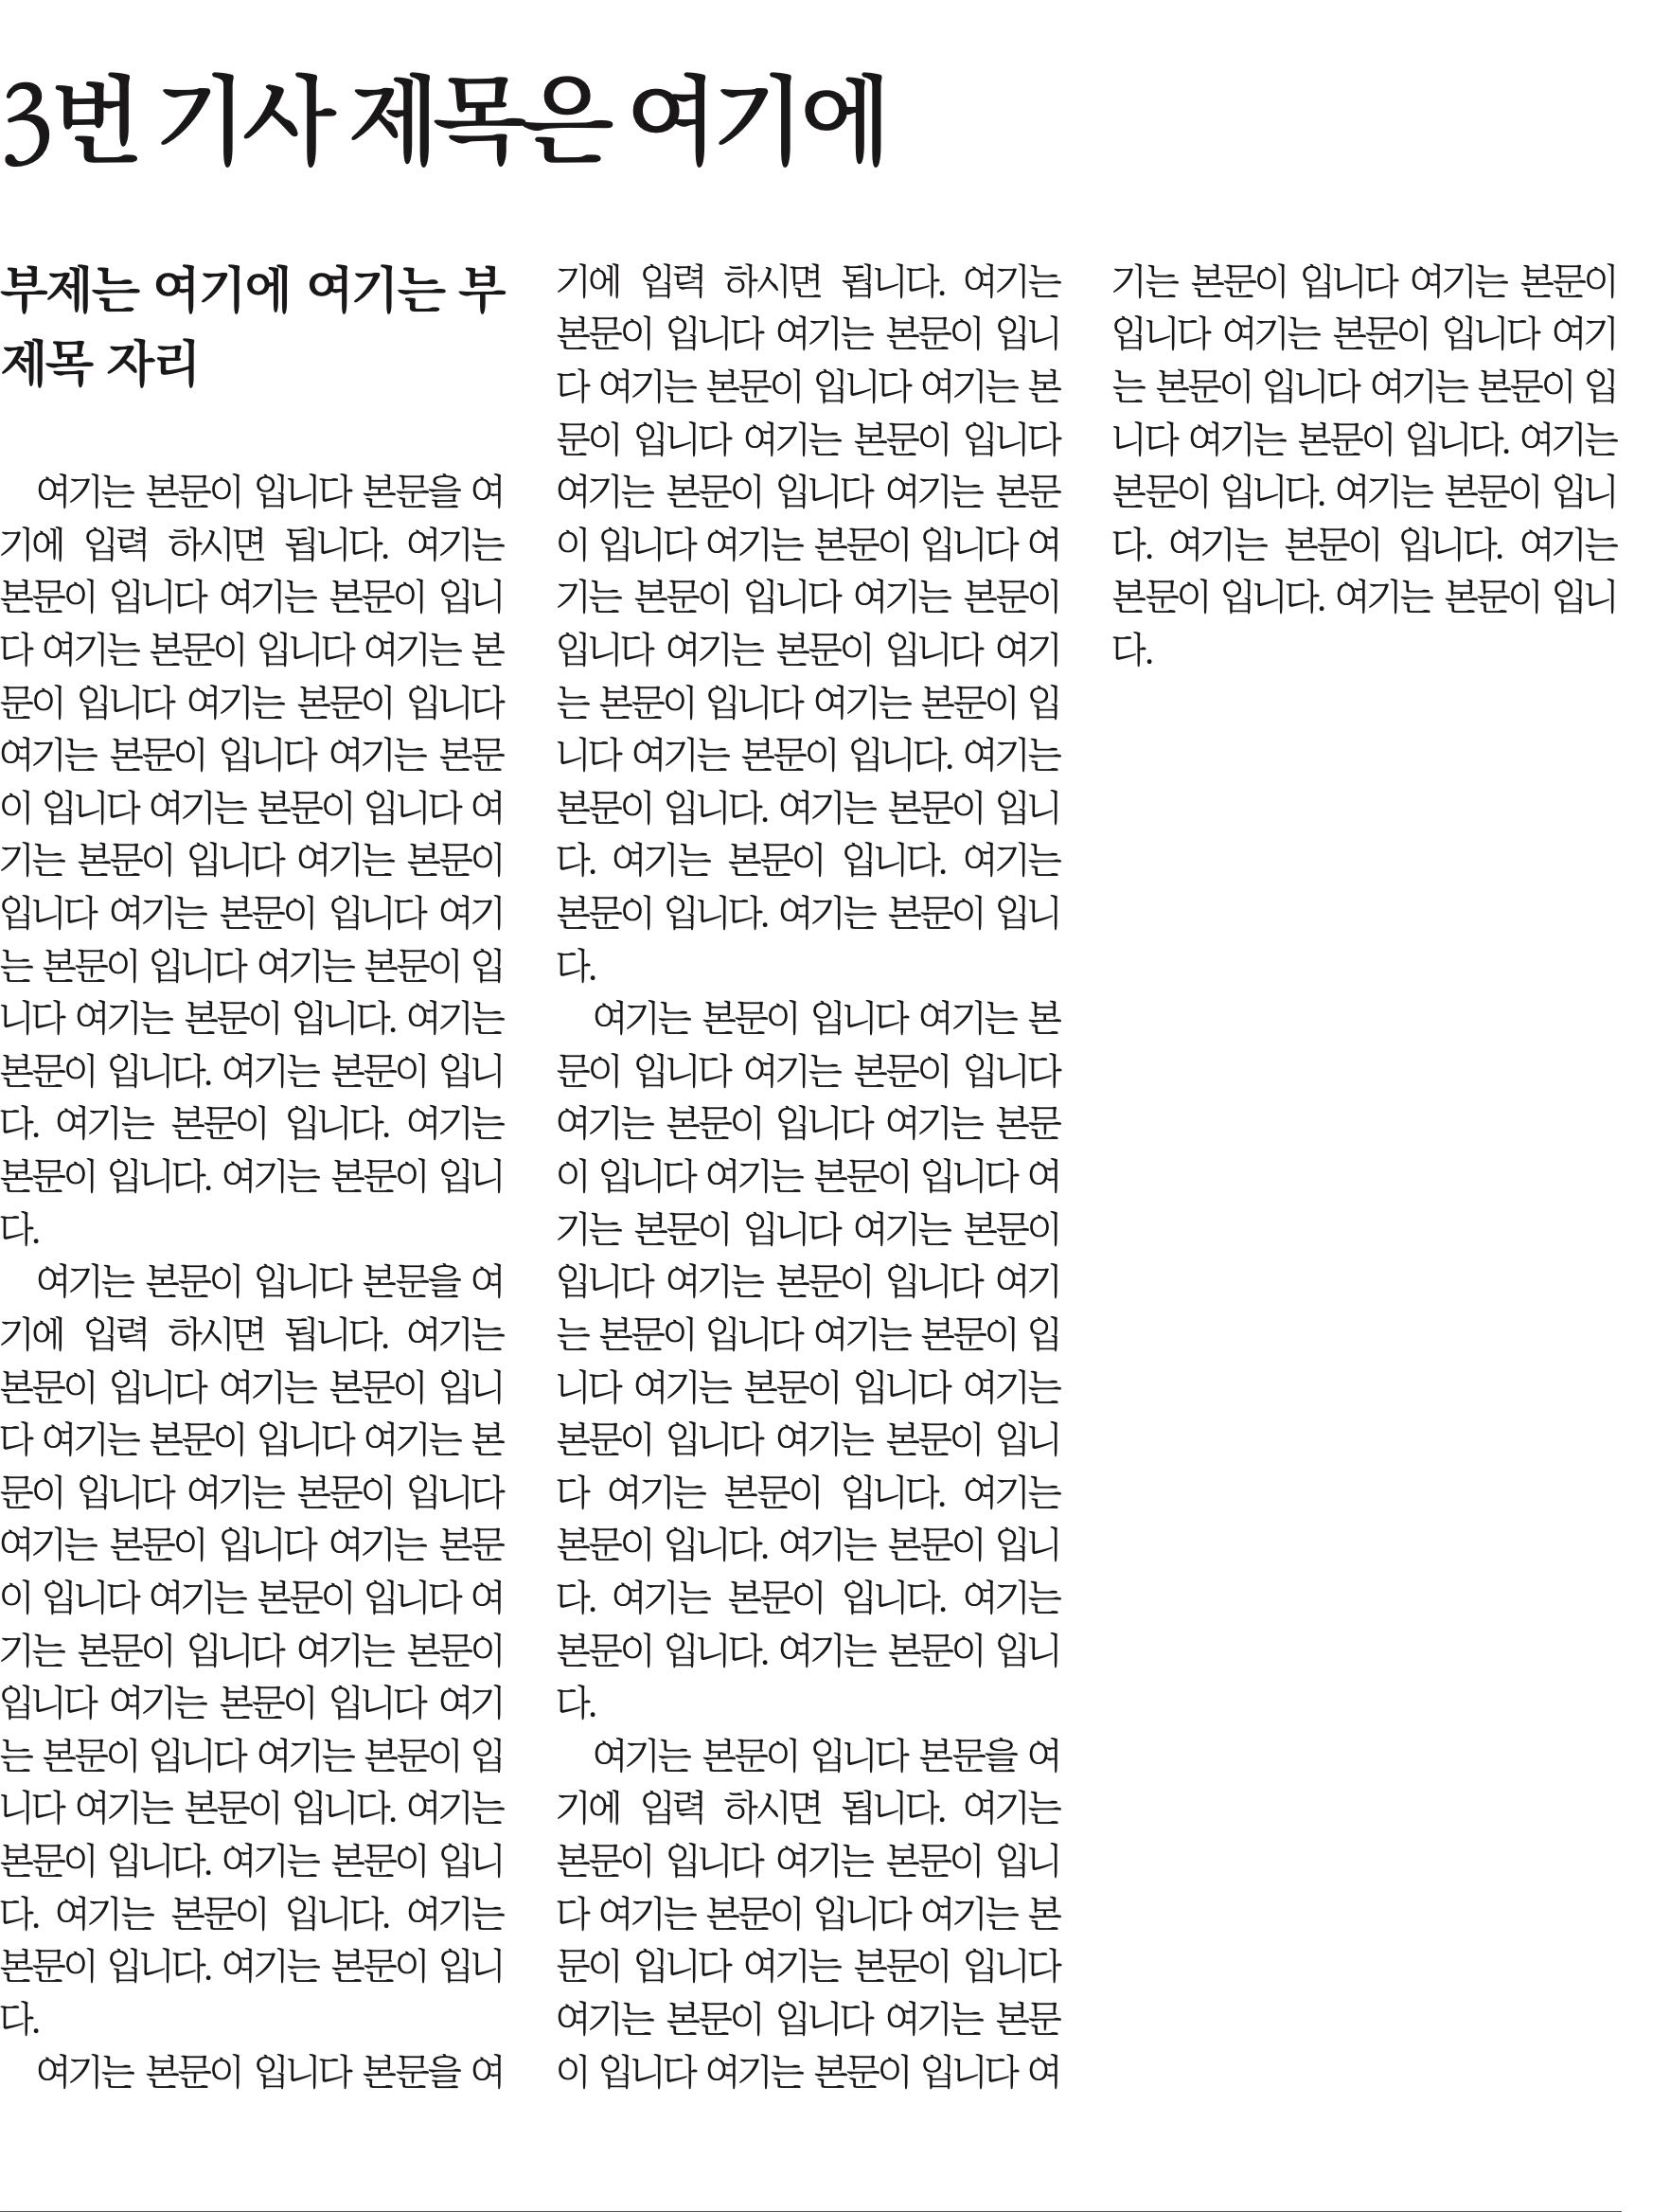 3번 기사 제목은 여기에
부제는 여기에 여기는 부
제목 자리
여기는 본문이 입니다 본문을 여
기에 입력 하시면 됩니다. 여기는
본문이 입니다 여기는 본문이 입니
다 여기는 본문이 입니다 여기는 본
문이 입니다 여기는 본문이 입니다
여기는 본문이 입니다 여기는 본문
이 입니다 여기는 본문이 입니다 여
기는 본문이 입니다 여기는 본문이
입니다 여기는 본문이 입니다 여기
는 본문이 입니다 여기는 본문이 입
니다 여기는 본문이 입니다. 여기는
본문이 입니다. 여기는 본문이 입니
다. 여기는 본문이 입니다. 여기는
본문이 입니다. 여기는 본문이 입니
다.
여기는 본문이 입니다 본문을 여
기에 입력 하시면 됩니다. 여기는
본문이 입니다 여기는 본문이 입니
다 여기는 본문이 입니다 여기는 본
문이 입니다 여기는 본문이 입니다
여기는 본문이 입니다 여기는 본문
이 입니다 여기는 본문이 입니다 여
기는 본문이 입니다 여기는 본문이
입니다 여기는 본문이 입니다 여기
는 본문이 입니다 여기는 본문이 입
니다 여기는 본문이 입니다. 여기는
본문이 입니다. 여기는 본문이 입니
다. 여기는 본문이 입니다. 여기는
본문이 입니다. 여기는 본문이 입니
다.
여기는 본문이 입니다 본문을 여
기에 입력 하시면 됩니다. 여기는
본문이 입니다 여기는 본문이 입니
다 여기는 본문이 입니다 여기는 본
문이 입니다 여기는 본문이 입니다
여기는 본문이 입니다 여기는 본문
이 입니다 여기는 본문이 입니다 여
기는 본문이 입니다 여기는 본문이
입니다 여기는 본문이 입니다 여기
는 본문이 입니다 여기는 본문이 입
니다 여기는 본문이 입니다. 여기는
본문이 입니다. 여기는 본문이 입니
다. 여기는 본문이 입니다. 여기는
본문이 입니다. 여기는 본문이 입니
다.
여기는 본문이 입니다 여기는 본
문이 입니다 여기는 본문이 입니다
여기는 본문이 입니다 여기는 본문
이 입니다 여기는 본문이 입니다 여
기는 본문이 입니다 여기는 본문이
입니다 여기는 본문이 입니다 여기
는 본문이 입니다 여기는 본문이 입
니다 여기는 본문이 입니다 여기는
본문이 입니다 여기는 본문이 입니
다 여기는 본문이 입니다. 여기는
본문이 입니다. 여기는 본문이 입니
다. 여기는 본문이 입니다. 여기는
본문이 입니다. 여기는 본문이 입니
다.
여기는 본문이 입니다 본문을 여
기에 입력 하시면 됩니다. 여기는
본문이 입니다 여기는 본문이 입니
다 여기는 본문이 입니다 여기는 본
문이 입니다 여기는 본문이 입니다
여기는 본문이 입니다 여기는 본문
이 입니다 여기는 본문이 입니다 여
기는 본문이 입니다 여기는 본문이
입니다 여기는 본문이 입니다 여기
는 본문이 입니다 여기는 본문이 입
니다 여기는 본문이 입니다. 여기는
본문이 입니다. 여기는 본문이 입니
다. 여기는 본문이 입니다. 여기는
본문이 입니다. 여기는 본문이 입니
다.